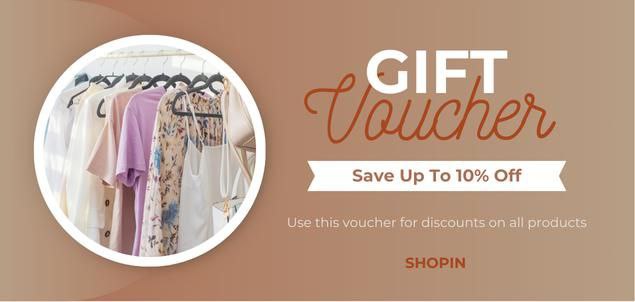 GIFT
Voucher
Save Up To 10% Off
Use this voucher for discounts on all products
SHOPIN